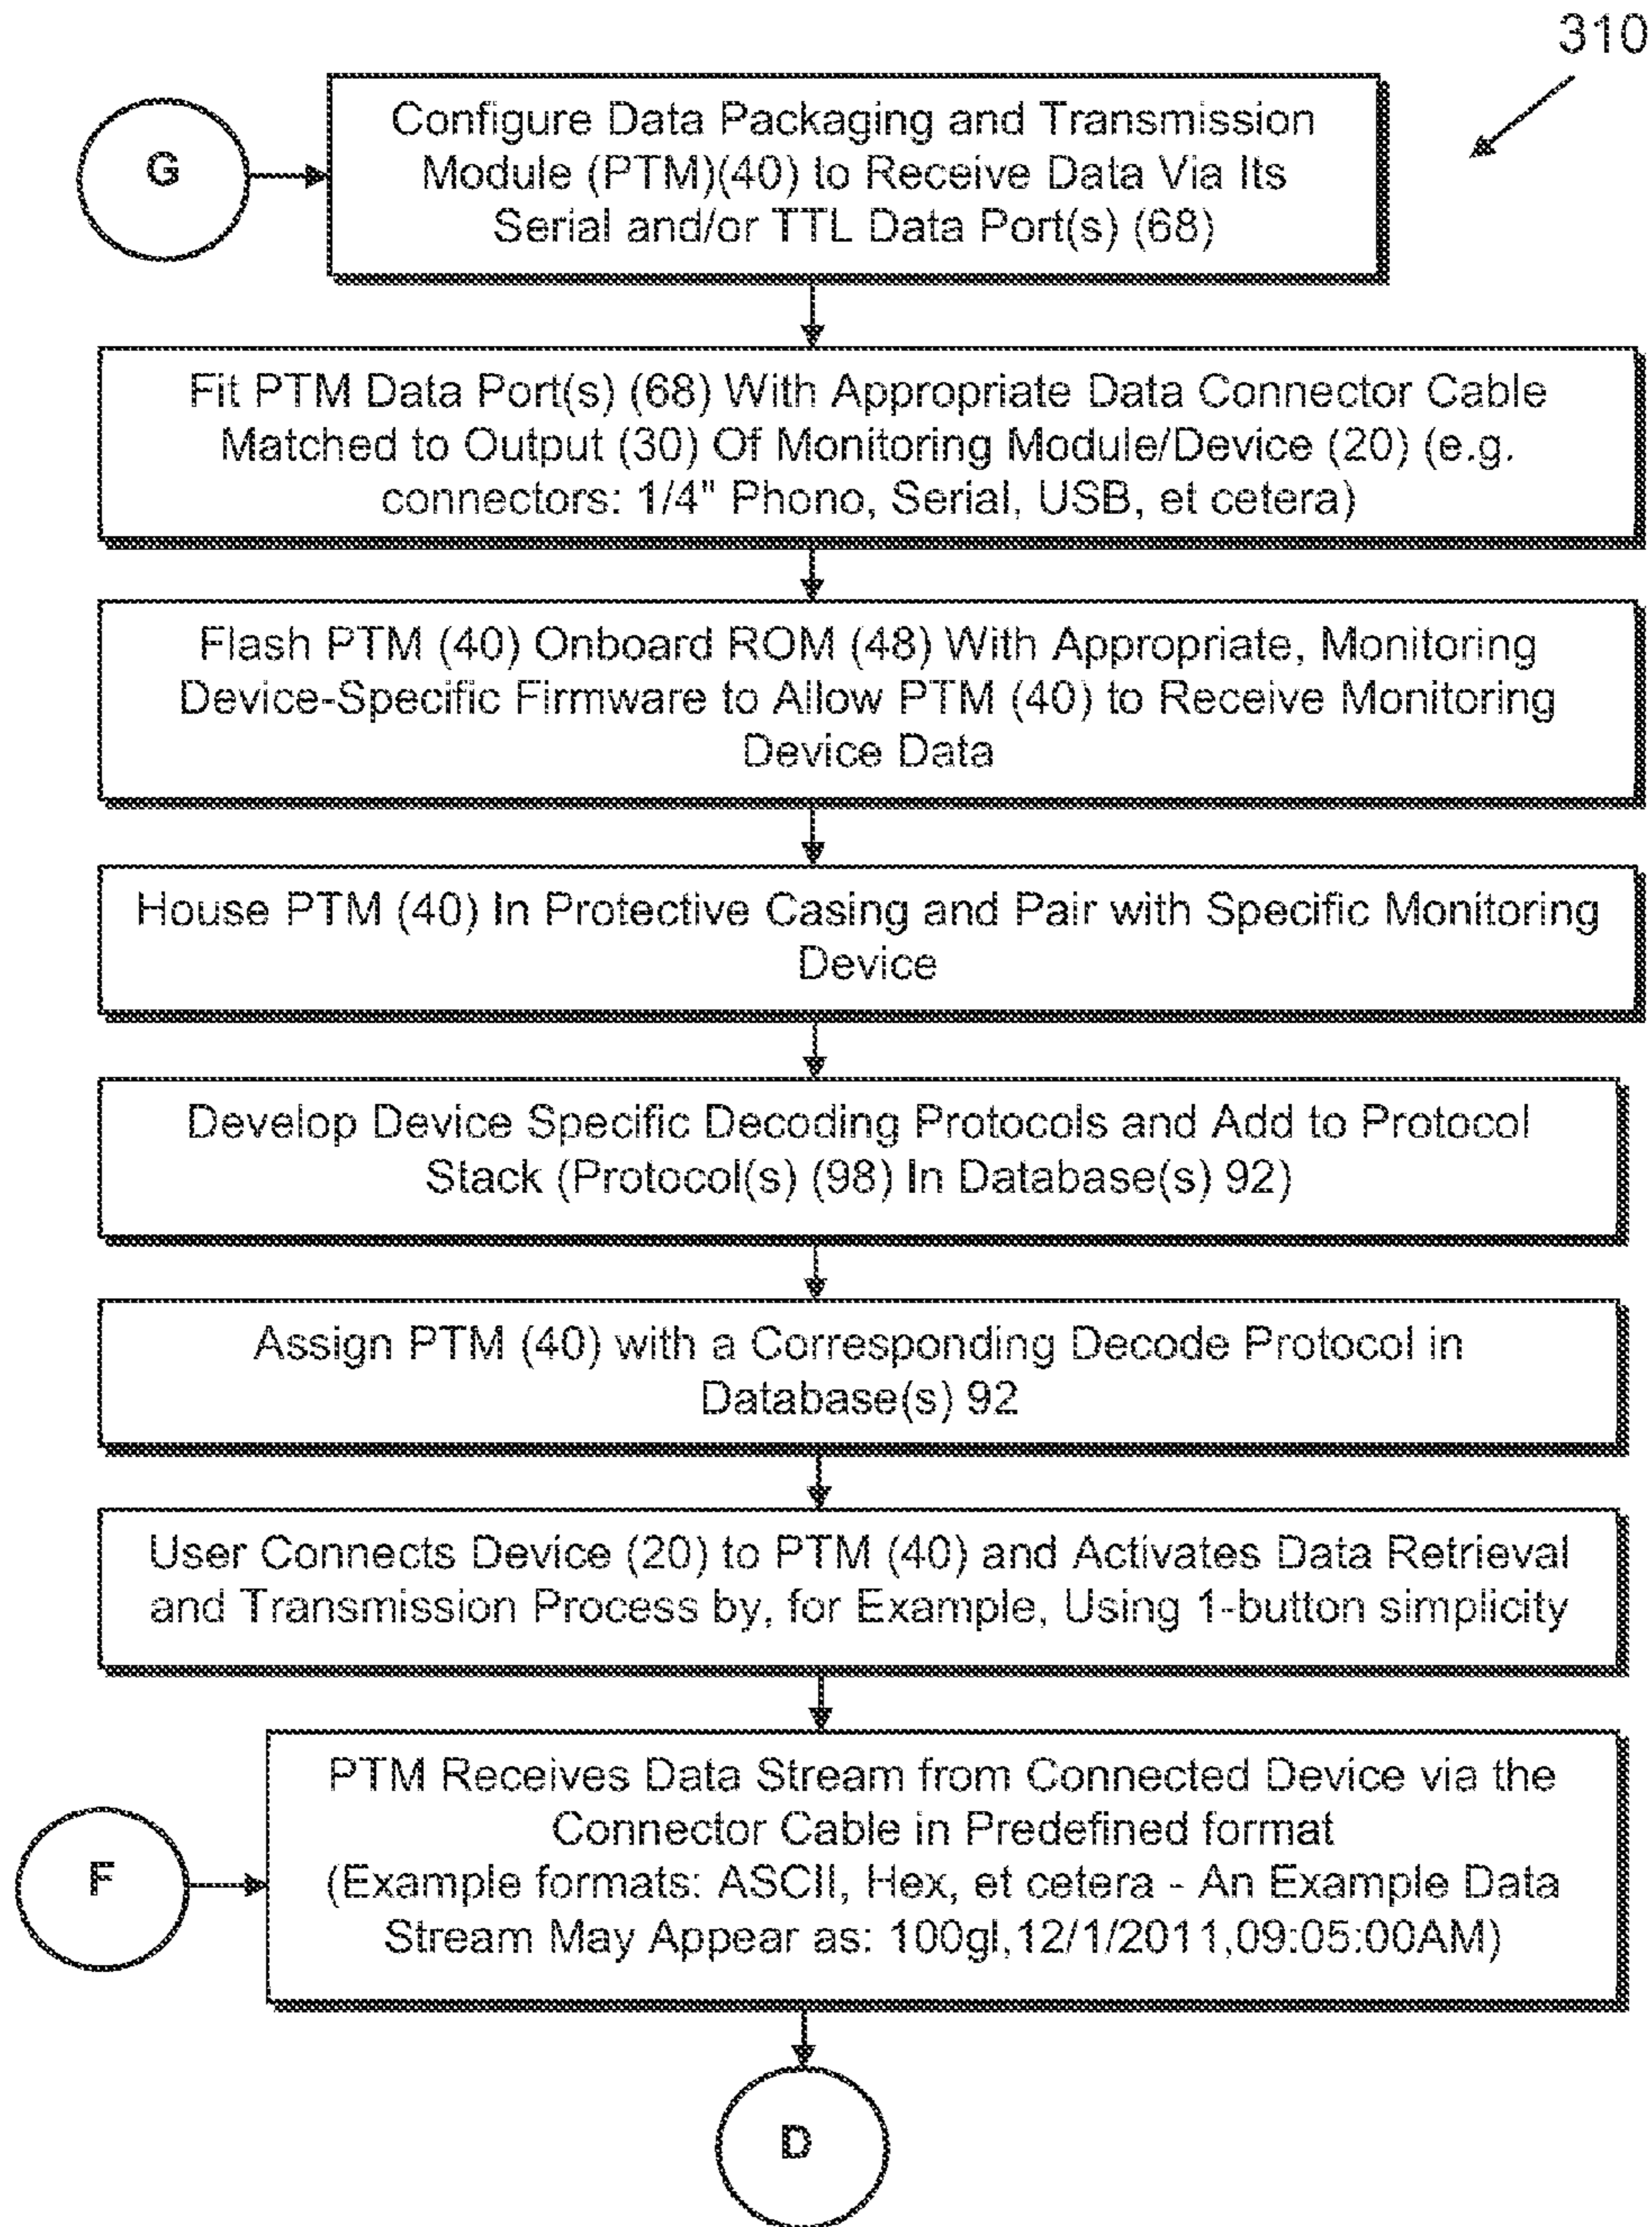 310
G
Configure Data Packaging and Transmission
Module (PTM)(40) to Receive Data Via Its
Serial and/or TTL Data Port(s) (68)
Fit PTM Data Port(s) (68) With Appropriate Data Connector Cable
Matched to Output (30) Of Monitoring Module/Device (20) (e.g.
connectors: 1/4" Phono, Serial, USB, et cetera)
Flash PTM (40) Onboard ROM (48) With Appropriate, Monitoring
Device-Specific Firmware to Allow PTM (40) to Receive Monitoring
Device Data
House PTM (40) In Protective Casing and Pair with Specific Monitoring
Device
Develop Device Specific Decoding Protocols and Add to Protocol
Stack (Protocol(s) (98) In Database(s) 92)
Assign PTM (40) with a Corresponding Decode Protocol in
Database(s) 92
User Connects Device (20) to PTM (40) and Activates Data Retrieval
and Transmission Process by, for Example, Using 1-button simplicity
F
PTM Receives Data Stream from Connected Device via the
Connector Cable in Predefined format
(Example formats: ASCII, Hex, et cetera - An Example Data
Stream May Appear as: 100gl,12/1/2011,09:05:00AM)
D